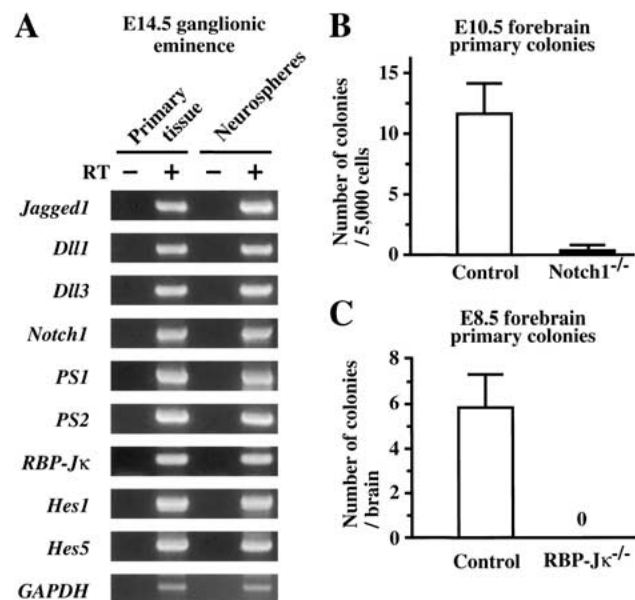 A
E14.5 ganglionic
eminence
Primary
tissue
Neurospheres
RT − + − +
Jagged1
Dll1
Dll3
Notch1
PS1
PS2
RBP-Jκ
Hes1
Hes5
GAPDH
B
E10.5 forebrain
primary colonies
Number of colonies
/ 5,000 cells
15
10
5
0
Control Notch1-/-
C
E8.5 forebrain
primary colonies
Number of colonies
/ brain
8
6
4
2
0
0
Control RBP-Jκ-/-